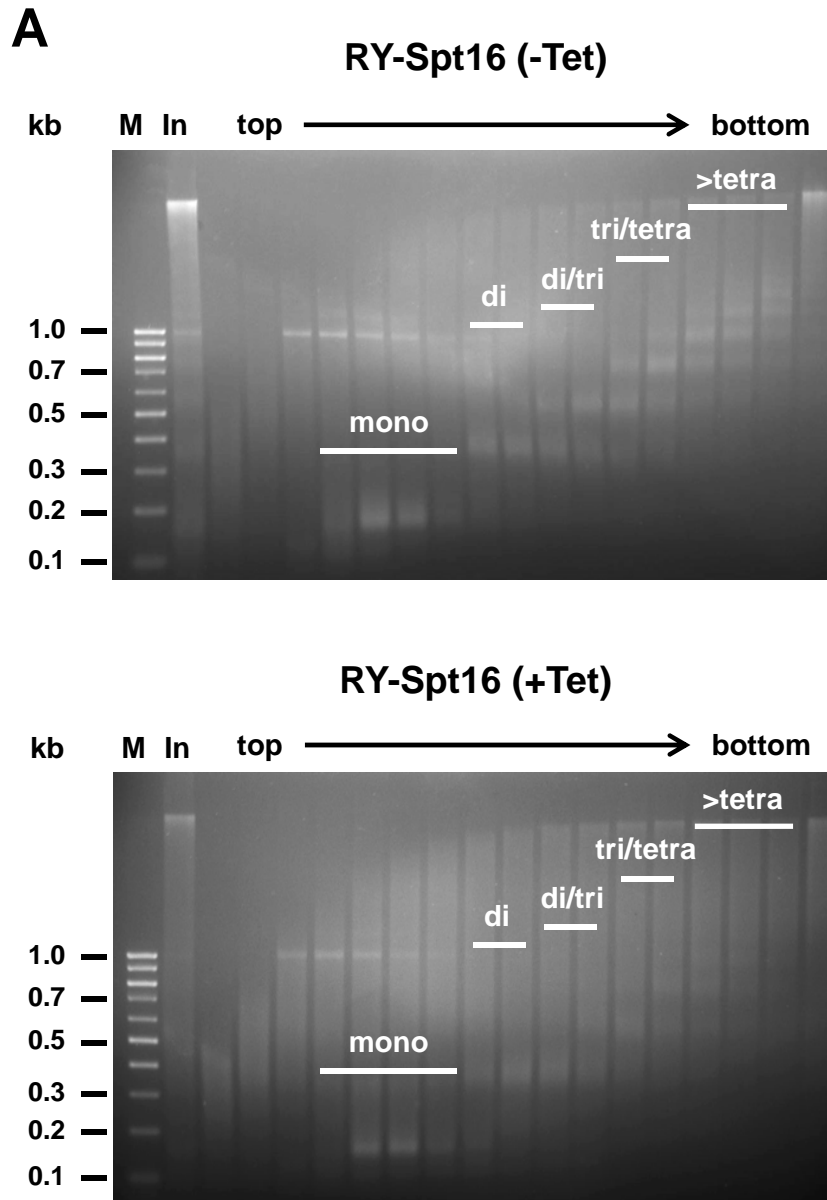 A
RY-Spt16 (-Tet)
kb M In top bottom
>tetra
tri/tetra
di/tri
di
1.0
0.7
0.5
mono
0.3
0.2
0.1
RY-Spt16 (+Tet)
kb M In top bottom
>tetra
tri/tetra
di/tri
di
1.0
0.7
0.5
mono
0.3
0.2
0.1